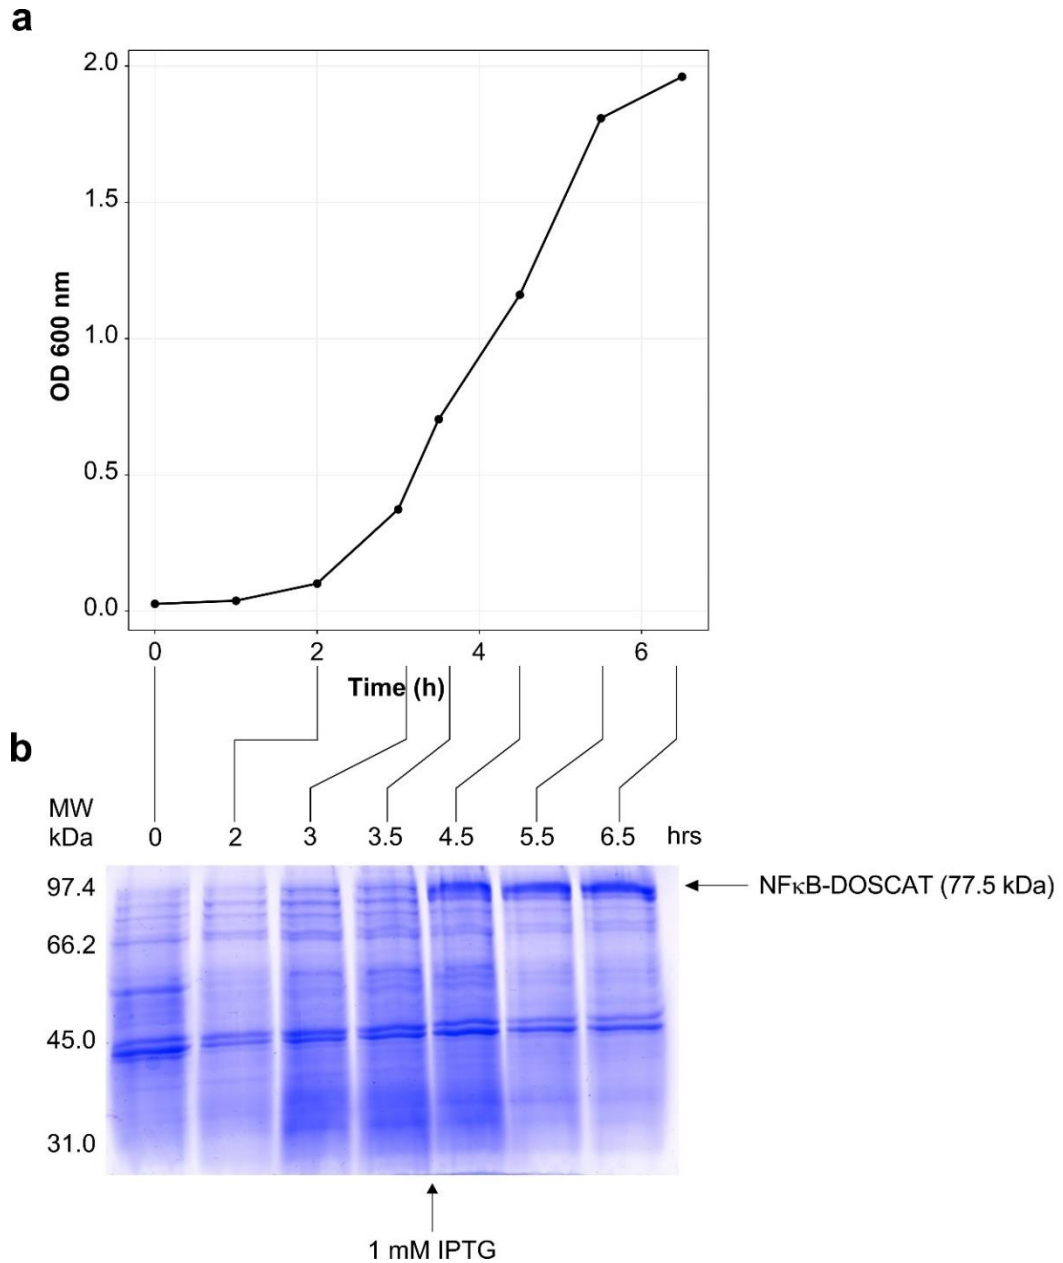 a
2.0
1.5
1.0
0.5
0.0
OD 600 nm
0 2 4 6
Time (h)
b
MW
kDa 0 2 3 3.5 4.5 5.5 6.5 hrs
97.4
NFκB-DOSCAT (77.5 kDa)
66.2
45.0
31.0
1 mM IPTG